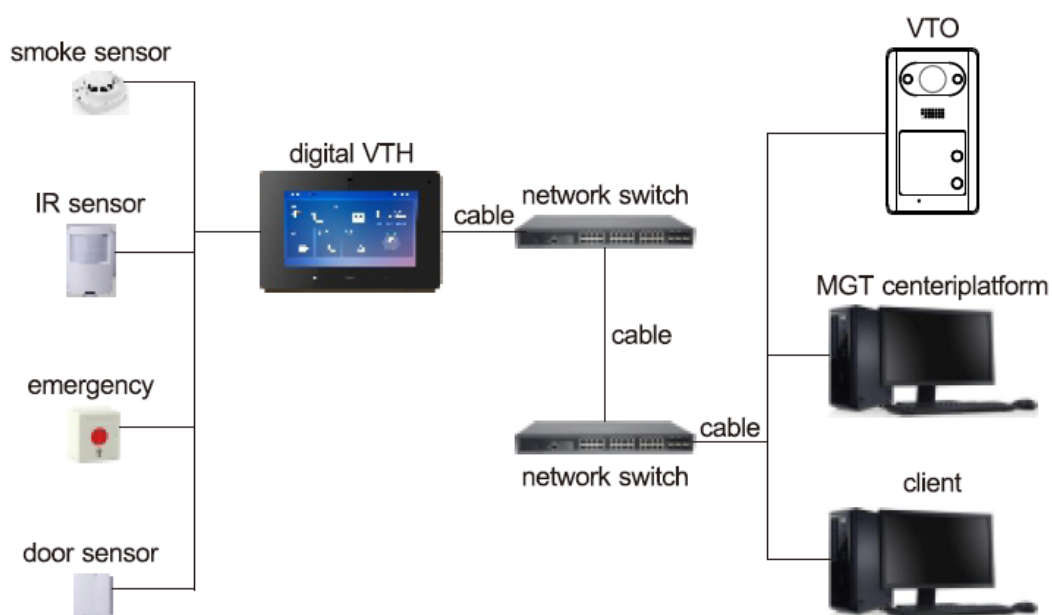 smoke sensor
IR sensor
emergency
door sensor
digital VTH
cable
network switch
cable
network switch
cable
VTO
MGT centeriplatform
client